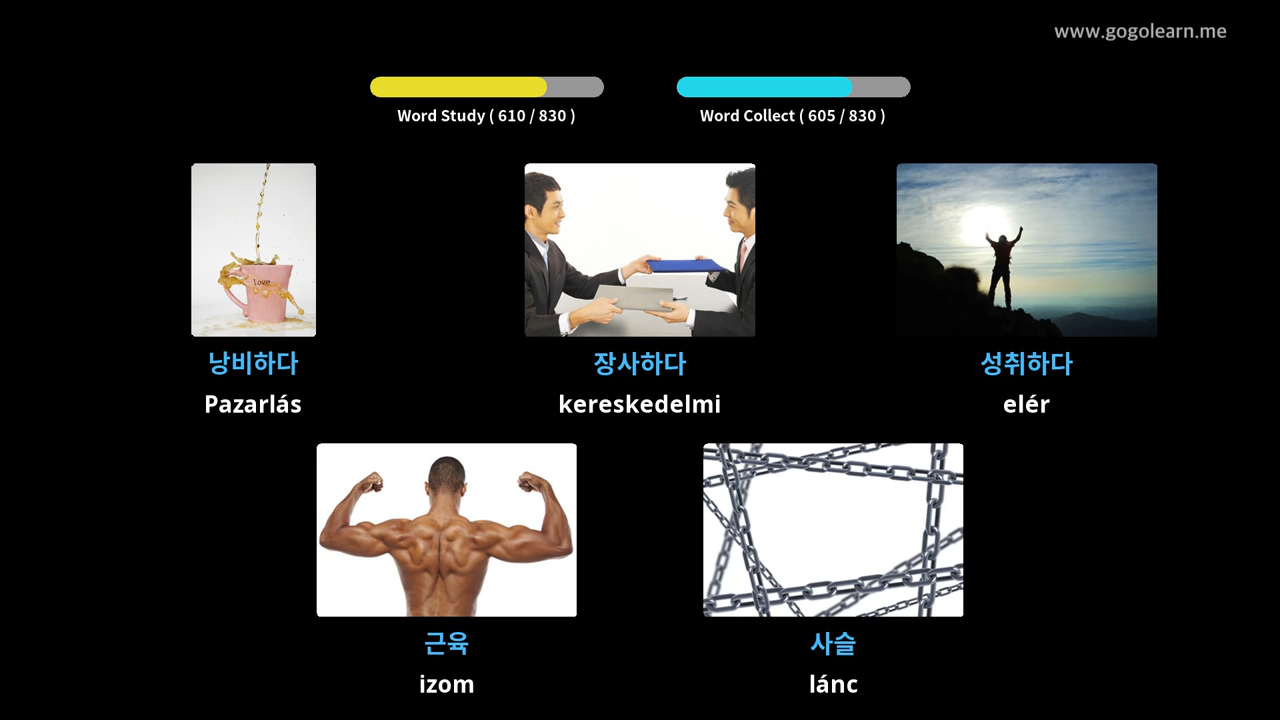 www.gogolearn.me
Word Study ( 610 / 830 )
Word Collect ( 605 / 830 )
love
낭비하다
장사하다
성취하다
Pazarlás
kereskedelmi
elér
근육
사슬
izom
lánc